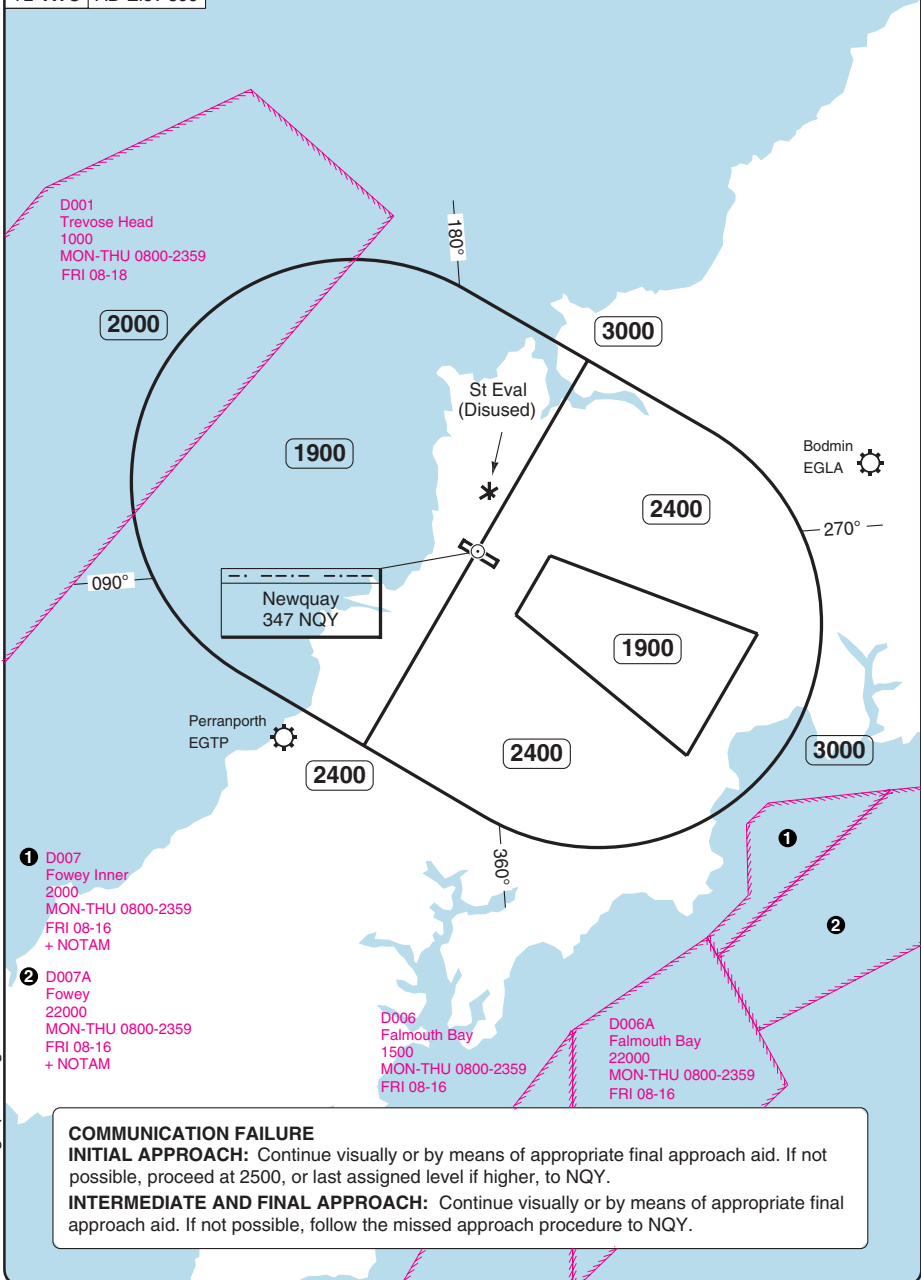 D001
Trevose Head
1000
MON-THU 0800-2359
FRI 08-18
180°
2000
3000
St Eval
(Disused)
1900
Bodmin
EGLA
2400
270°
090°
Newquay
347 NQY
1900
Perranporth
EGTP
2400
2400
3000
360°
1
1 D007
Fowey Inner
2000
MON-THU 0800-2359
FRI 08-16
+ NOTAM
2
2 D007A
Fowey
22000
MON-THU 0800-2359
FRI 08-16
+ NOTAM
D006
Falmouth Bay
1500
MON-THU 0800-2359
FRI 08-16
D006A
Falmouth Bay
22000
MON-THU 0800-2359
FRI 08-16
COMMUNICATION FAILURE
INITIAL APPROACH: Continue visually or by means of appropriate final approach aid. If not
possible, proceed at 2500, or last assigned level if higher, to NQY.
INTERMEDIATE AND FINAL APPROACH: Continue visually or by means of appropriate final
approach aid. If not possible, follow the missed approach procedure to NQY.